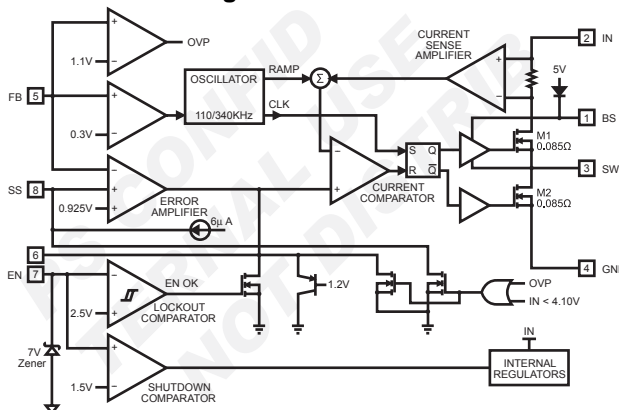 CURRENT
SENSE
AMPLIFIER
2 IN
+
−
OVP
1.1V
−
RAMP
Σ
+
−
5V
FB 5
OSCILLATOR
110/340KHz
CLK
1 BS
+
0.3V
−
S Q
R Q̅
M1
0.085Ω
−
+
CURRENT
COMPARATOR
3 SW
SS 8
−
+
0.925V
+
ERROR
AMPLIFIER
M2
0.085Ω
6μ A
6
4 GND
EN 7
−
EN OK
1.2V
OVP
IN < 4.10V
2.5V
+
LOCKOUT
COMPARATOR
IN
7V
Zener
+
INTERNAL
REGULATORS
1.5V
−
SHUTDOWN
COMPARATOR